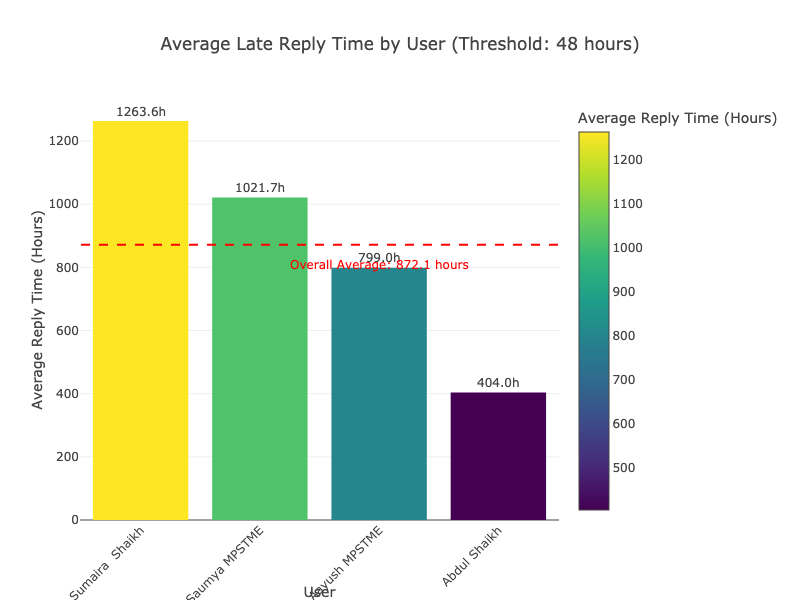 Average Late Reply Time by User (Threshold: 48 hours)
Average Reply Time (Hours)
1263.6h
1200
1021.7h
1000
799.0h
Overall Average: 872.1 hours
800
600
404.0h
400
200
0
Sumaira Shaikh
Saumya MPSTME
MPSTME
Abdul Shaikh
User
Average Reply Time (Hours)
1200
1100
1000
900
800
700
600
500